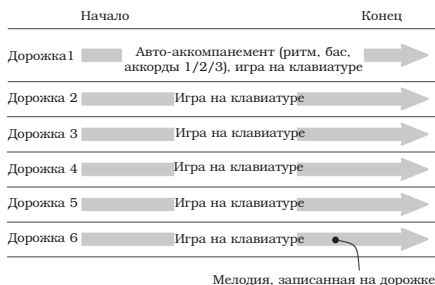 Начало Конец
Дорожка1 Авто-аккомпанемент (ритм, бас,
аккорды 1/2/3), игра на клавиатуре
Дорожка 2 Игра на клавиатуре
Дорожка 3 Игра на клавиатуре
Дорожка 4 Игра на клавиатуре
Дорожка 5 Игра на клавиатуре
Дорожка 6 Игра на клавиатуре
Мелодия, записанная на дорожке